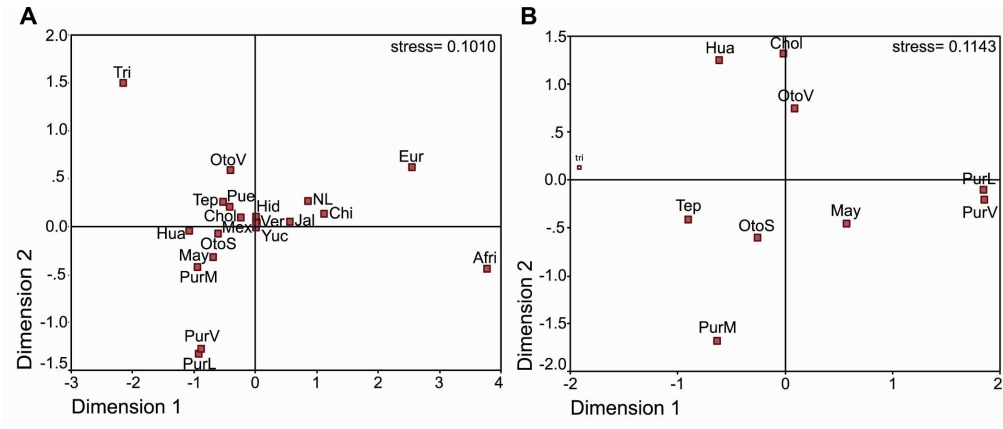 A
stress= 0.1010
2.0
1.5
1.0
.5
0.0
-.5
-1.0
-1.5
Dimension 2
Tri
OtoV
Eur
Tep
Pue
Hid
NL
Chi
Chol
Mex
Ver
Jal
Hua
OtoS
Yuc
May
PurM
Afri
PurV
PurL
-3
-2
-1
0
1
2
3
4
Dimension 1
B
stress= 0.1143
1.5
1.0
.5
0.0
-.5
-1.0
-1.5
-2.0
Dimension 2
Hua
Chol
OtoV
tri
PurL
PurV
Tep
May
OtoS
PurM
-2
-1
0
1
2
Dimension 1